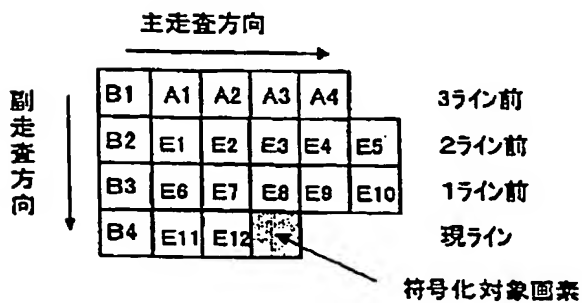 主走査方向
副走査方向
B1 A1 A2 A3 A4 3ライン前
B2 E1 E2 E3 E4 E5 2ライン前
B3 E6 E7 E8 E9 E10 1ライン前
B4 E11 E12 現ライン
符号化対象画素